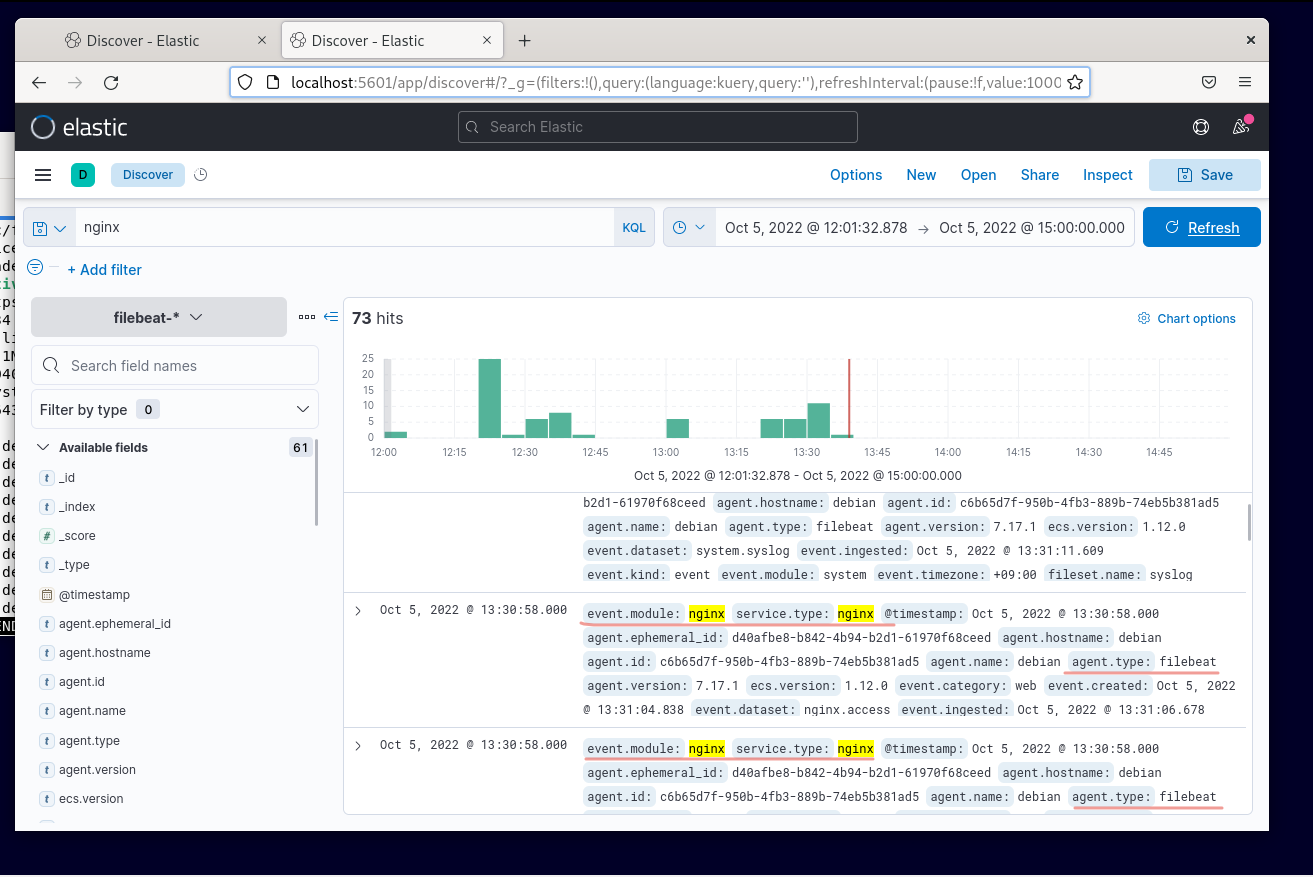 Discover - Elastic
Discover - Elastic
localhost:5601/app/discover#/?_g=(filters:!(),query:(language:kuery,query:''),refreshInterval:(pause:!f,value:1000
elastic
Search Elastic
D
Discover
Options
New
Open
Share
Inspect
Save
nginx
KQL
Oct 5, 2022 @ 12:01:32.878 → Oct 5, 2022 @ 15:00:00.000
Refresh
+ Add filter
filebeat-*
Search field names
Filter by type 0
Available fields 61
t _id
t _index
# _score
t _type
@timestamp
t agent.ephemeral_id
t agent.hostname
t agent.id
t agent.name
t agent.type
t agent.version
t ecs.version
73 hits
Chart options
25
20
15
10
5
0
12:00 12:15 12:30 12:45 13:00 13:15 13:30 13:45 14:00 14:15 14:30 14:45
Oct 5, 2022 @ 12:01:32.878 - Oct 5, 2022 @ 15:00:00.000
b2d1-61970f68ceed agent.hostname: debian agent.id: c6b65d7f-950b-4fb3-889b-74eb5b381ad5
agent.name: debian agent.type: filebeat agent.version: 7.17.1 ecs.version: 1.12.0
event.dataset: system.syslog event.ingested: Oct 5, 2022 @ 13:31:11.609
event.kind: event event.module: system event.timezone: +09:00 fileset.name: syslog
Oct 5, 2022 @ 13:30:58.000 event.module: nginx service.type: nginx @timestamp: Oct 5, 2022 @ 13:30:58.000
agent.ephemeral_id: d40afbe8-b842-4b94-b2d1-61970f68ceed agent.hostname: debian
agent.id: c6b65d7f-950b-4fb3-889b-74eb5b381ad5 agent.name: debian agent.type: filebeat
agent.version: 7.17.1 ecs.version: 1.12.0 event.category: web event.created: Oct 5, 2022
@ 13:31:04.838 event.dataset: nginx.access event.ingested: Oct 5, 2022 @ 13:31:06.678
Oct 5, 2022 @ 13:30:58.000 event.module: nginx service.type: nginx @timestamp: Oct 5, 2022 @ 13:30:58.000
agent.ephemeral_id: d40afbe8-b842-4b94-b2d1-61970f68ceed agent.hostname: debian
agent.id: c6b65d7f-950b-4fb3-889b-74eb5b381ad5 agent.name: debian agent.type: filebeat